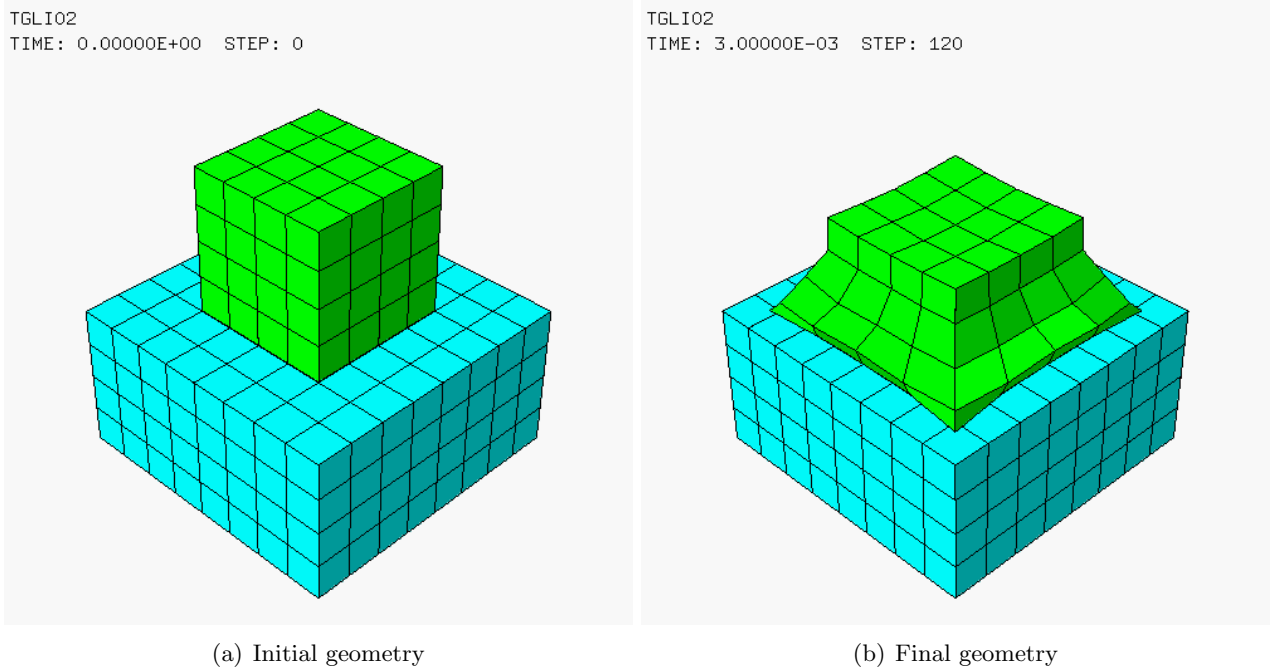 TGLI02
TIME: 0.00000E+00 STEP: 0
TGLI02
TIME: 3.00000E-03 STEP: 120
(a) Initial geometry
(b) Final geometry